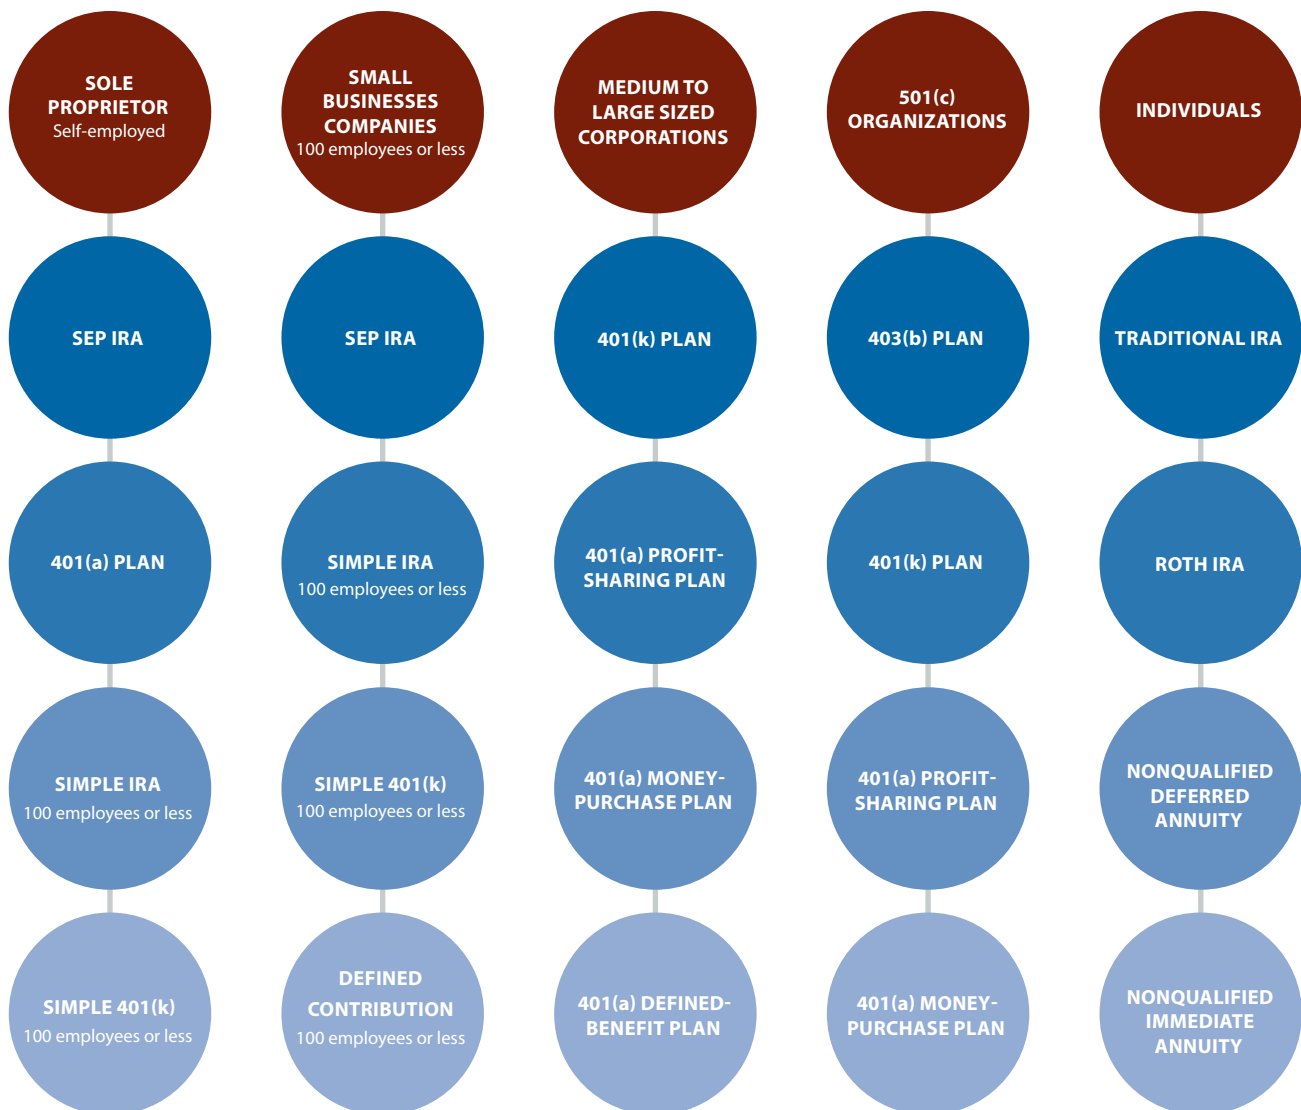 SOLE
PROPRIETOR
Self-employed
SMALL
BUSINESSES
COMPANIES
100 employees or less
MEDIUM TO
LARGE SIZED
CORPORATIONS
501(c)
ORGANIZATIONS
INDIVIDUALS
SEP IRA
SEP IRA
401(k) PLAN
403(b) PLAN
TRADITIONAL IRA
401(a) PLAN
SIMPLE IRA
100 employees or less
401(a) PROFIT-
SHARING PLAN
401(k) PLAN
ROTH IRA
SIMPLE IRA
100 employees or less
SIMPLE 401(k)
100 employees or less
401(a) MONEY-
PURCHASE PLAN
401(a) PROFIT-
SHARING PLAN
NONQUALIFIED
DEFERRED
ANNUITY
SIMPLE 401(k)
100 employees or less
DEFINED
CONTRIBUTION
100 employees or less
401(a) DEFINED-
BENEFIT PLAN
401(a) MONEY-
PURCHASE PLAN
NONQUALIFIED
IMMEDIATE
ANNUITY